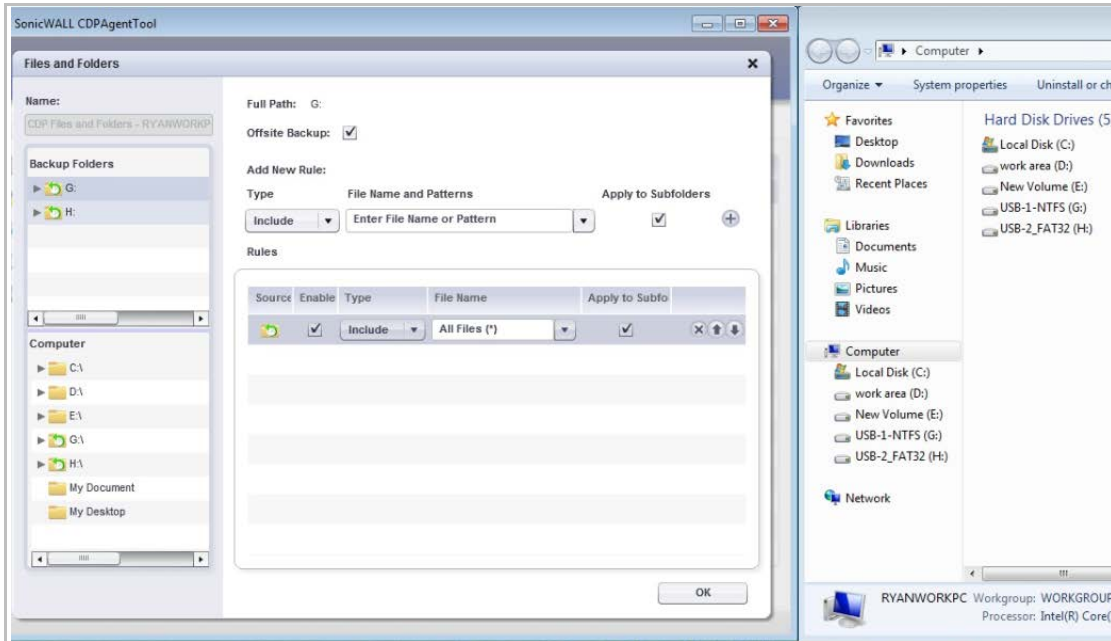 SonicWALL CDPAgentTool
Files and Folders
Name:
CDP Files and Folders - RYANWORKP
Backup Folders
G:
H:
Computer
C:\
D:\
E:\
G:\
H:\
My Document
My Desktop
Full Path: G:
Offsite Backup:
Add New Rule:
Type File Name and Patterns Apply to Subfolders
Include Enter File Name or Pattern
Rules
Source Enable Type File Name Apply to Subfo
Include All Files (*)
OK
Computer
Organize System properties Uninstall or ch
Favorites
Desktop
Downloads
Recent Places
Libraries
Documents
Music
Pictures
Videos
Computer
Local Disk (C:)
work area (D:)
New Volume (E:)
USB-1-NTFS (G:)
USB-2_FAT32 (H:)
Network
Hard Disk Drives (5
Local Disk (C:)
work area (D:)
New Volume (E:)
USB-1-NTFS (G:)
USB-2_FAT32 (H:)
RYANWORKPC Workgroup: WORKGROUP
Processor: Intel(R) Core(